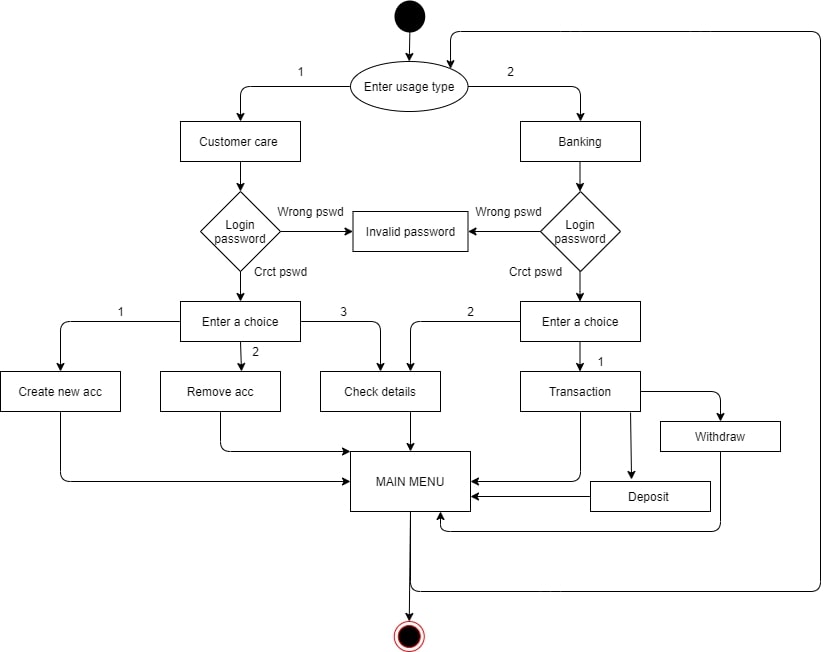 Enter usage type
1
2
Customer care
Banking
Login
password
Wrong pswd
Invalid password
Wrong pswd
Login
password
Crct pswd
Crct pswd
1
Enter a choice
3
2
Enter a choice
2
1
Create new acc
Remove acc
Check details
Transaction
Withdraw
MAIN MENU
Deposit